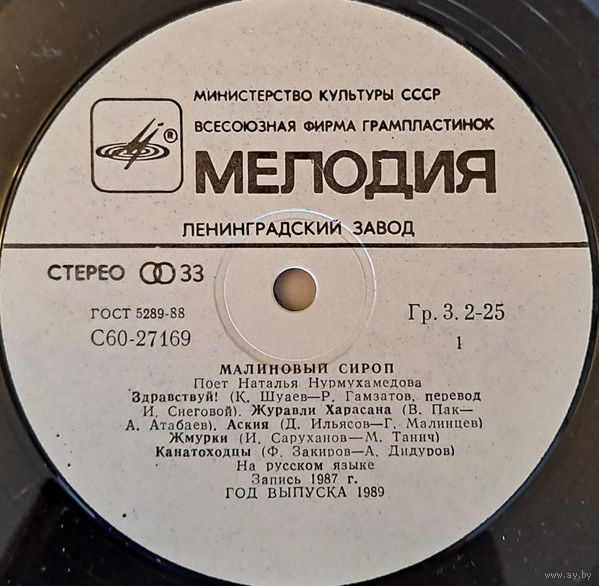 МИНИСТЕРСТВО КУЛЬТУРЫ СССР
ВСЕСОЮЗНАЯ ФИРМА ГРАМПЛАСТИНОК
®
МЕЛОДИЯ
ЛЕНИНГРАДСКИЙ ЗАВОД
СТЕРЕО 33
ГОСТ 5289-88
Гр. 3. 2-25
С60-27169
1
МАЛИНОВЫЙ СИРОП
Поет Наталья Нурмухамедова
Здравствуй! (К. Шуаев—Р. Гамзатов, перевод
И. Снеговой). Журавли Харасана (В. Пак—
А. Атабаев). Аския (Д. Ильясов—Г. Малинцев)
Жмурки (И. Саруханов—М. Танич)
Канатоходцы (Ф. Закиров—А. Дидуров)
На русском языке
Запись 1987 г.
ГОД ВЫПУСКА 1989
www.ay.by